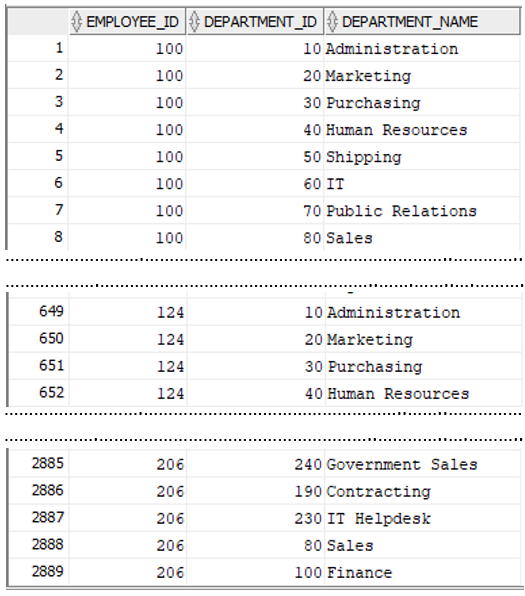 EMPLOYEE_ID DEPARTMENT_ID DEPARTMENT_NAME
1 100 10 Administration
2 100 20 Marketing
3 100 30 Purchasing
4 100 40 Human Resources
5 100 50 Shipping
6 100 60 IT
7 100 70 Public Relations
8 100 80 Sales
649 124 10 Administration
650 124 20 Marketing
651 124 30 Purchasing
652 124 40 Human Resources
2885 206 240 Government Sales
2886 206 190 Contracting
2887 206 230 IT Helpdesk
2888 206 80 Sales
2889 206 100 Finance